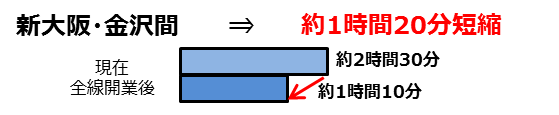 新大阪・金沢間 ⇒ 約1時間20分短縮
現在 約2時間30分
全線開業後 約1時間10分